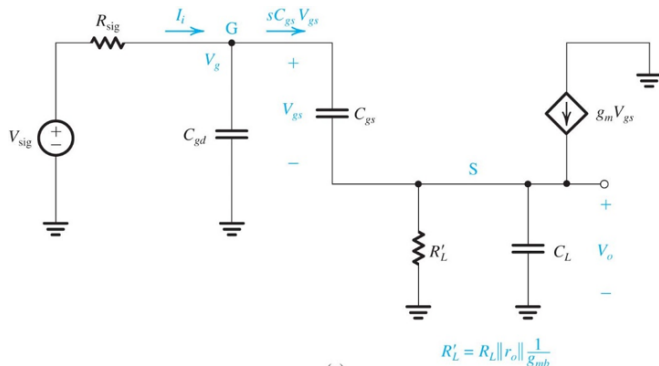 R_sig
I_i
G
sC_gs V_gs
V_g
+
V_sig
+
−
C_gd
V_gs
C_gs
−
g_m V_gs
S
R'_L
C_L
+
V_o
−
R'_L = R_L || r_o || 1/g_mb